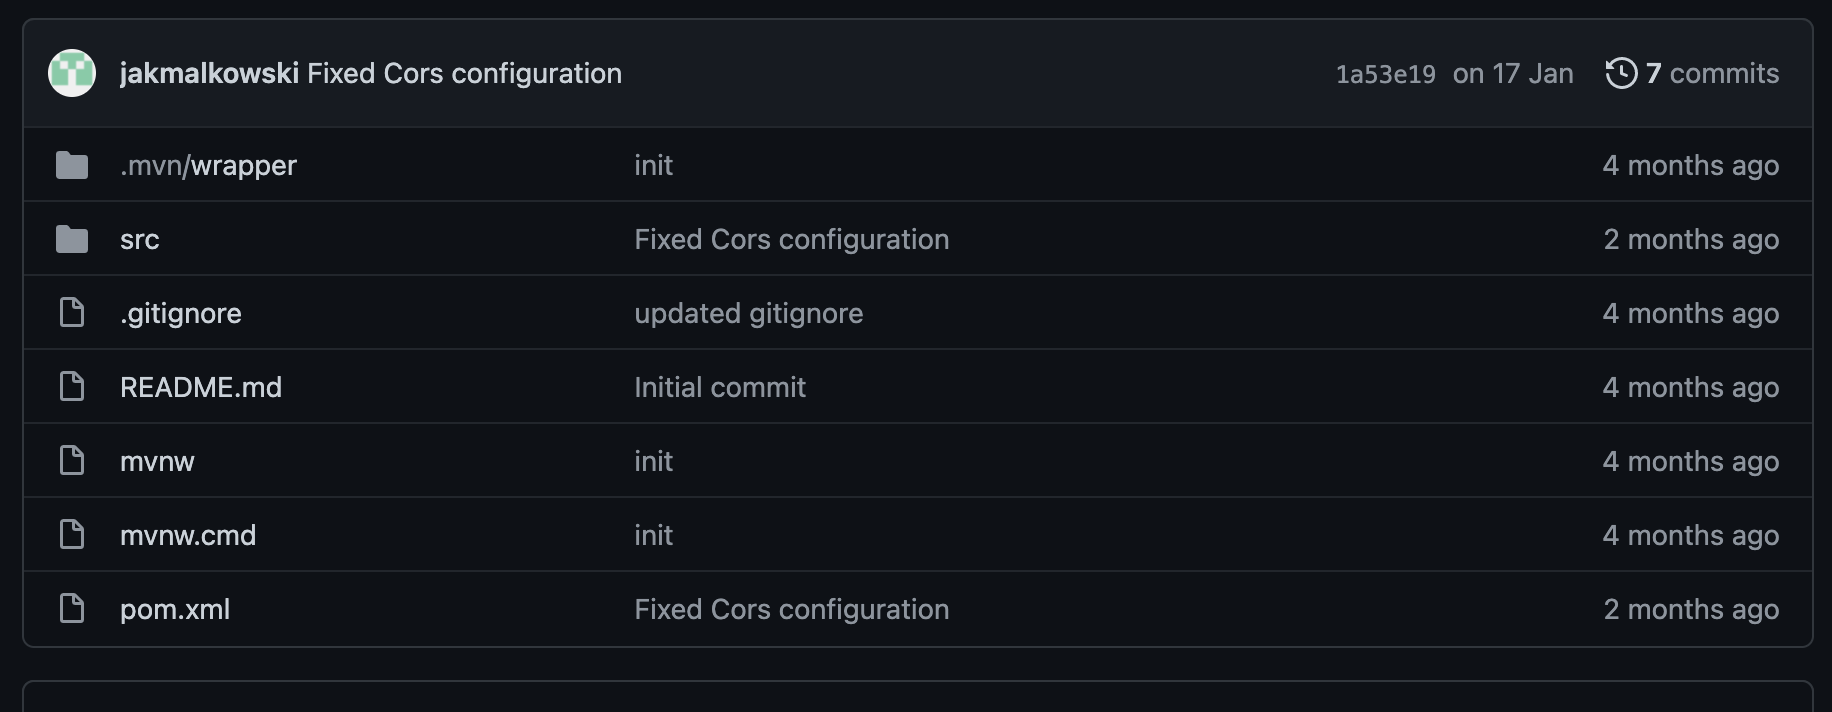 jakmalkowski Fixed Cors configuration 1a53e19 on 17 Jan 7 commits
.mvn/wrapper init 4 months ago
src Fixed Cors configuration 2 months ago
.gitignore updated gitignore 4 months ago
README.md Initial commit 4 months ago
mvnw init 4 months ago
mvnw.cmd init 4 months ago
pom.xml Fixed Cors configuration 2 months ago